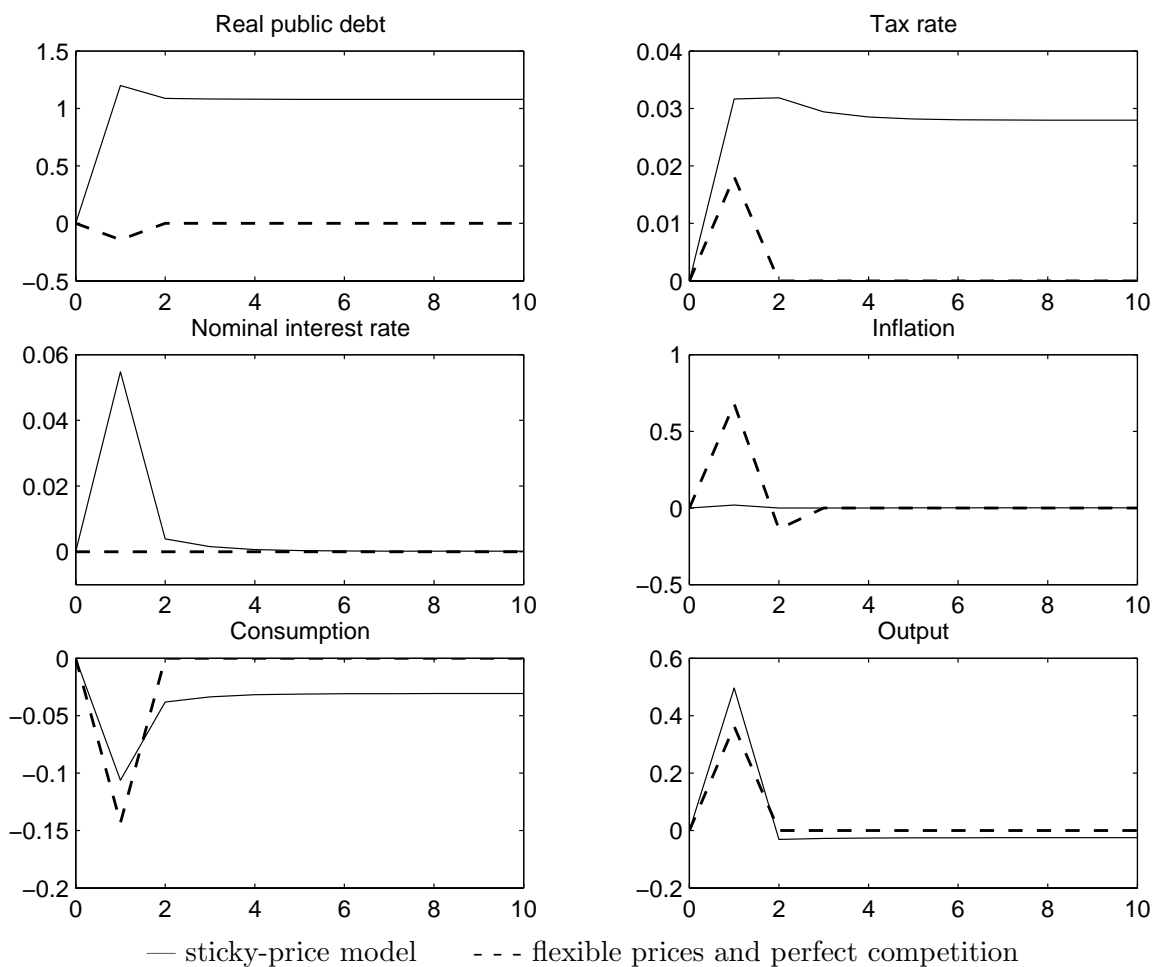 Real public debt
1.5
1
0.5
0
−0.5
0 2 4 6 8 10
Tax rate
0.04
0.03
0.02
0.01
0
0 2 4 6 8 10
Nominal interest rate
0.06
0.04
0.02
0
0 2 4 6 8 10
Inflation
1
0.5
0
−0.5
0 2 4 6 8 10
Consumption
0
−0.05
−0.1
−0.15
−0.2
0 2 4 6 8 10
Output
0.6
0.4
0.2
0
−0.2
0 2 4 6 8 10
— sticky-price model - - - flexible prices and perfect competition